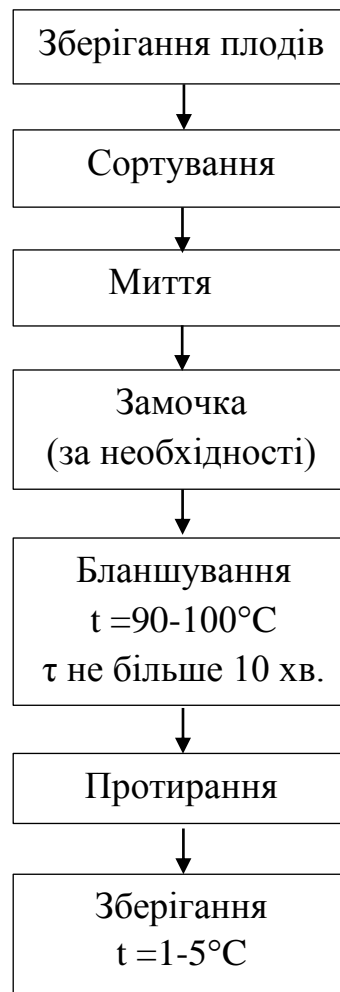 Зберігання плодів
Сортування
Миття
Замочка
(за необхідності)
Бланшування
t =90-100°C
τ не більше 10 хв.
Протирання
Зберігання
t =1-5°C